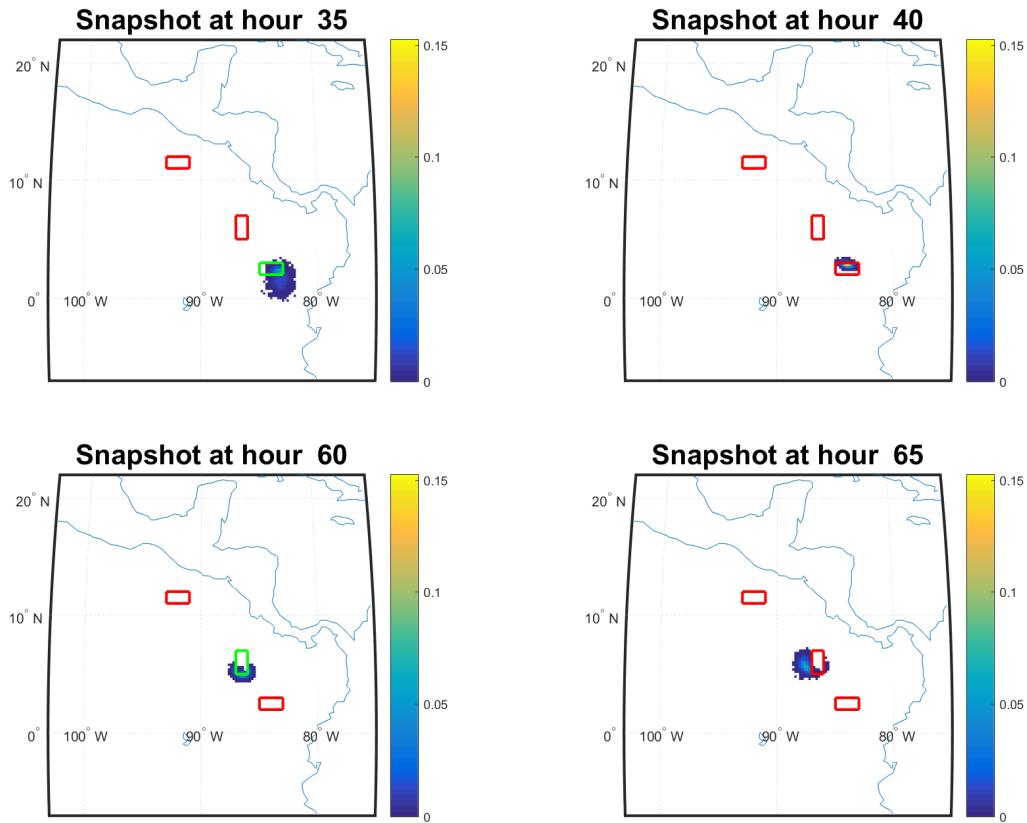 Snapshot at hour 35
20° N
10° N
0°
100° W
90° W
80° W
0.15
0.1
0.05
0
Snapshot at hour 40
20° N
10° N
0°
100° W
90° W
80° W
0.15
0.1
0.05
0
Snapshot at hour 60
20° N
10° N
0°
100° W
90° W
80° W
0.15
0.1
0.05
0
Snapshot at hour 65
20° N
10° N
0°
100° W
90° W
80° W
0.15
0.1
0.05
0